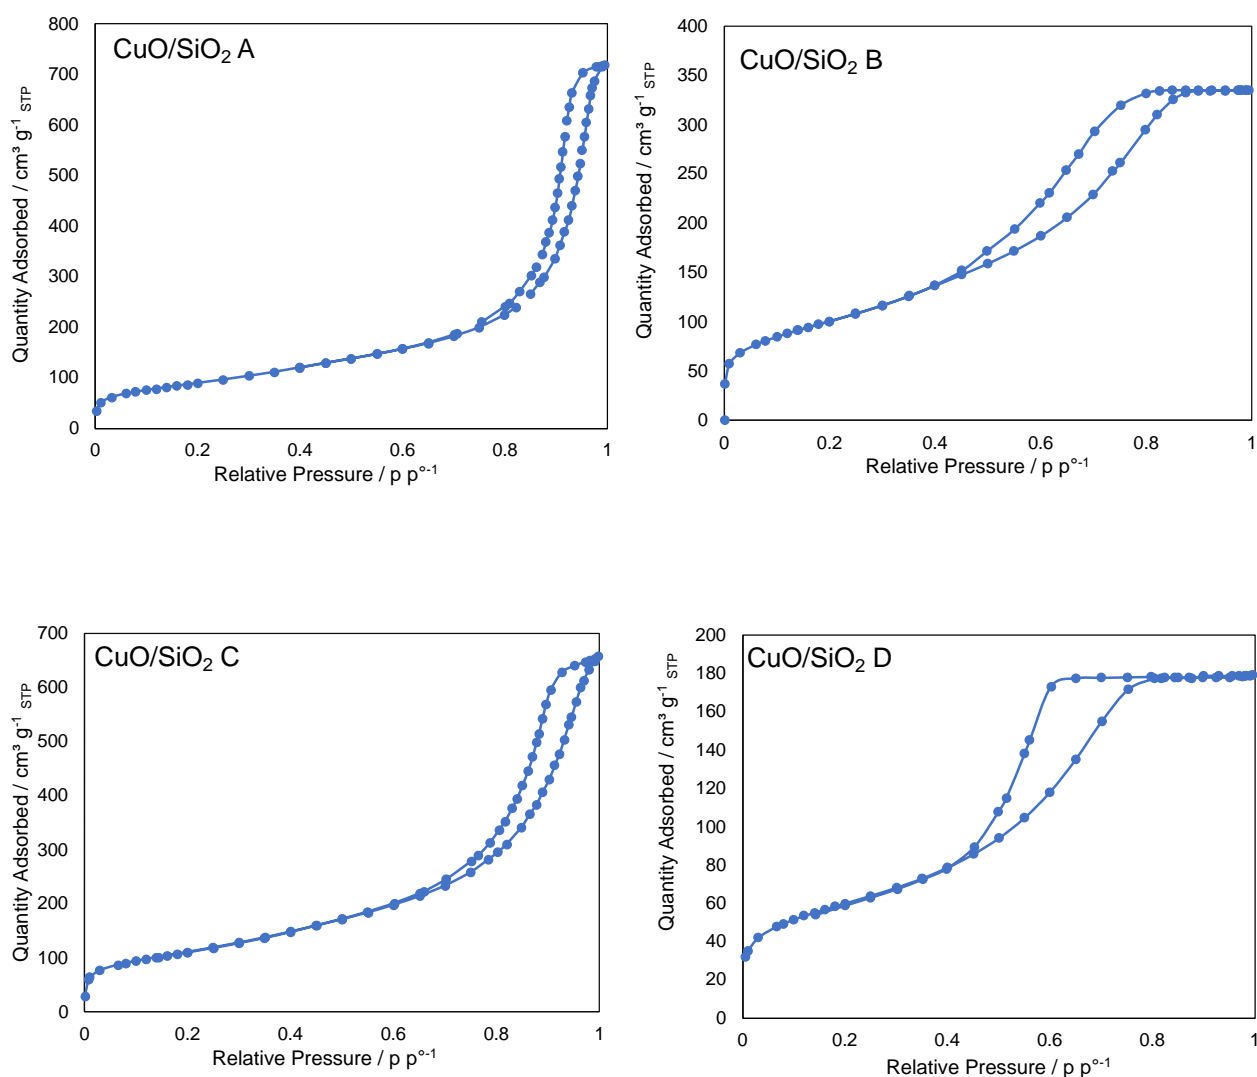 CuO/SiO₂ A
Quantity Adsorbed / cm³ g⁻¹ STP
800
700
600
500
400
300
200
100
0
0 0.2 0.4 0.6 0.8 1
Relative Pressure / p p°⁻¹
CuO/SiO₂ B
Quantity Adsorbed / cm³ g⁻¹ STP
400
350
300
250
200
150
100
50
0
0 0.2 0.4 0.6 0.8 1
Relative Pressure / p p°⁻¹
CuO/SiO₂ C
Quantity Adsorbed / cm³ g⁻¹ STP
700
600
500
400
300
200
100
0
0 0.2 0.4 0.6 0.8 1
Relative Pressure / p p°⁻¹
CuO/SiO₂ D
Quantity Adsorbed / cm³ g⁻¹ STP
200
180
160
140
120
100
80
60
40
20
0
0 0.2 0.4 0.6 0.8 1
Relative Pressure / p p°⁻¹